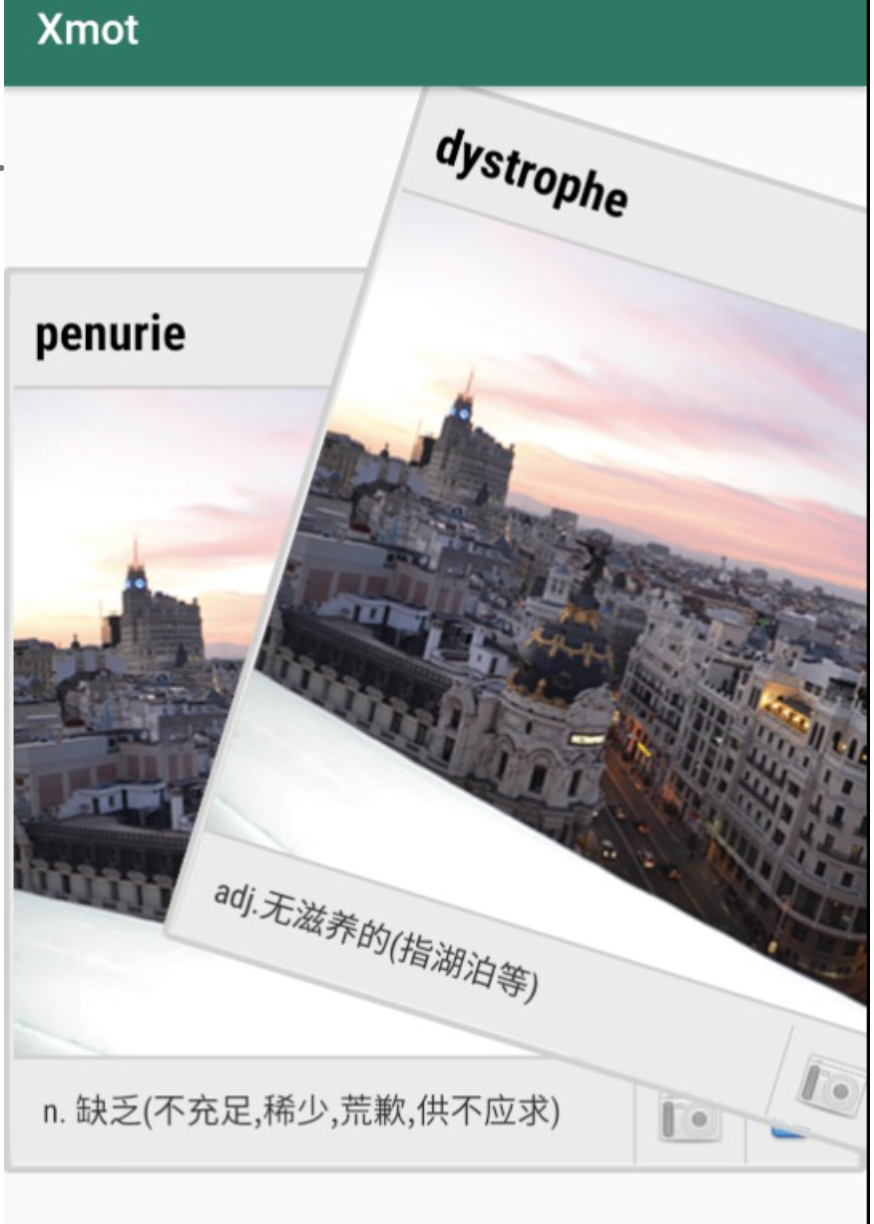 Xmot
dystrophe
penurie
adj.无滋养的(指湖泊等)
n. 缺乏(不充足,稀少,荒歉,供不应求)